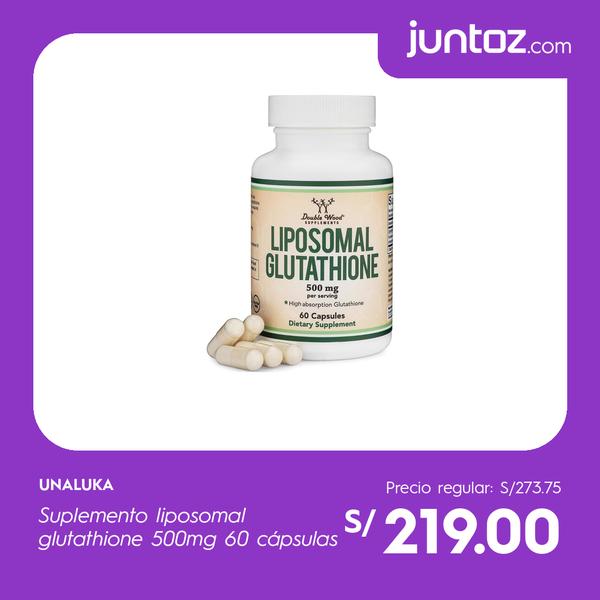 juntoz.com
Double Wood
SUPPLEMENTS
LIPOSOMAL
GLUTATHIONE
500 mg
per serving
High absorption Glutathione
60 Capsules
Dietary Supplement
UNALUKA
Precio regular: S/273.75
Suplemento liposomal
glutathione 500mg 60 cápsulas
S/ 219.00